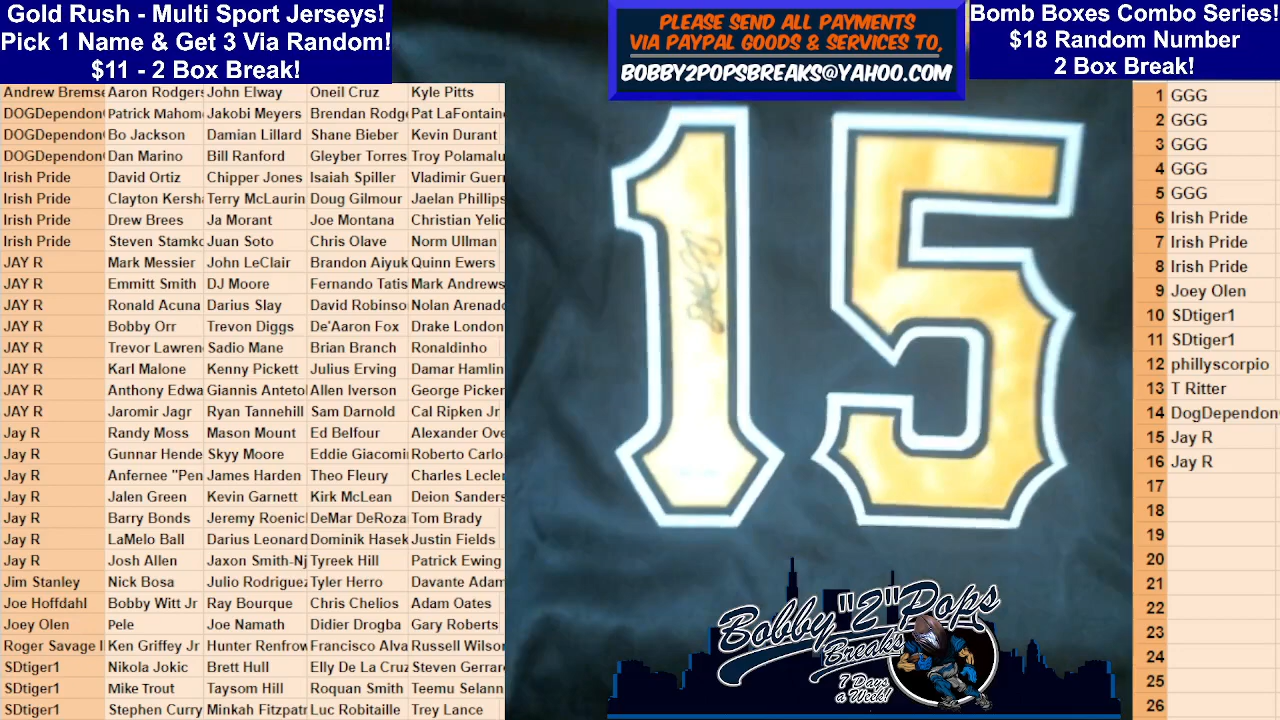 Gold Rush - Multi Sport Jerseys!
Pick 1 Name & Get 3 Via Random!
$11 - 2 Box Break!
PLEASE SEND ALL PAYMENTS
VIA PAYPAL GOODS & SERVICES TO,
BOBBY2POPSBREAKS@YAHOO.COM
Bomb Boxes Combo Series!
$18 Random Number
2 Box Break!
Andrew Bremse Aaron Rodgers John Elway Oneil Cruz Kyle Pitts
DOGDependon Patrick Mahom Jakobi Meyers Brendan Rodg Pat LaFontain
DOGDependon Bo Jackson Damian Lillard Shane Bieber Kevin Durant
DOGDependon Dan Marino Bill Ranford Gleyber Torres Troy Polamalu
Irish Pride David Ortiz Chipper Jones Isaiah Spiller Vladimir Guerr
Irish Pride Clayton Kersh Terry McLaurin Doug Gilmour Jaelan Phillips
Irish Pride Drew Brees Ja Morant Joe Montana Christian Yelic
Irish Pride Steven Stamko Juan Soto Chris Olave Norm Ullman
JAY R Mark Messier John LeClair Brandon Aiyuk Quinn Ewers
JAY R Emmitt Smith DJ Moore Fernando Tatis Mark Andrews
JAY R Ronald Acuna Darius Slay David Robinso Nolan Arenado
JAY R Bobby Orr Trevon Diggs De'Aaron Fox Drake London
JAY R Trevor Lawren Sadio Mane Brian Branch Ronaldinho
JAY R Karl Malone Kenny Pickett Julius Erving Damar Hamlin
JAY R Anthony Edwa Giannis Antetol Allen Iverson George Picken
JAY R Jaromir Jagr Ryan Tannehill Sam Darnold Cal Ripken Jr
Jay R Randy Moss Mason Mount Ed Belfour Alexander Ove
Jay R Gunnar Hende Skyy Moore Eddie Giacomi Roberto Carlo
Jay R Anfernee "Pen James Harden Theo Fleury Charles Lecler
Jay R Jalen Green Kevin Garnett Kirk McLean Deion Sanders
Jay R Barry Bonds Jeremy Roenic DeMar DeRoza Tom Brady
Jay R LaMelo Ball Darius Leonard Dominik Hasek Justin Fields
Jay R Josh Allen Jaxon Smith-Nj Tyreek Hill Patrick Ewing
Jim Stanley Nick Bosa Julio Rodriguez Tyler Herro Davante Adam
Joe Hoffdahl Bobby Witt Jr Ray Bourque Chris Chelios Adam Oates
Joey Olen Pele Joe Namath Didier Drogba Gary Roberts
Roger Savage I Ken Griffey Jr Hunter Renfrow Francisco Alva Russell Wilson
SDtiger1 Nikola Jokic Brett Hull Elly De La Cruz Steven Gerrar
SDtiger1 Mike Trout Taysom Hill Roquan Smith Teemu Selann
SDtiger1 Stephen Curry Minkah Fitzpatr Luc Robitaille Trey Lance
15
Bobby "2" Pops
Breaks
7 Days
a Week!
1 GGG
2 GGG
3 GGG
4 GGG
5 GGG
6 Irish Pride
7 Irish Pride
8 Irish Pride
9 Joey Olen
10 SDtiger1
11 SDtiger1
12 phillyscorpio
13 T Ritter
14 DogDependon
15 Jay R
16 Jay R
17
18
19
20
21
22
23
24
25
26